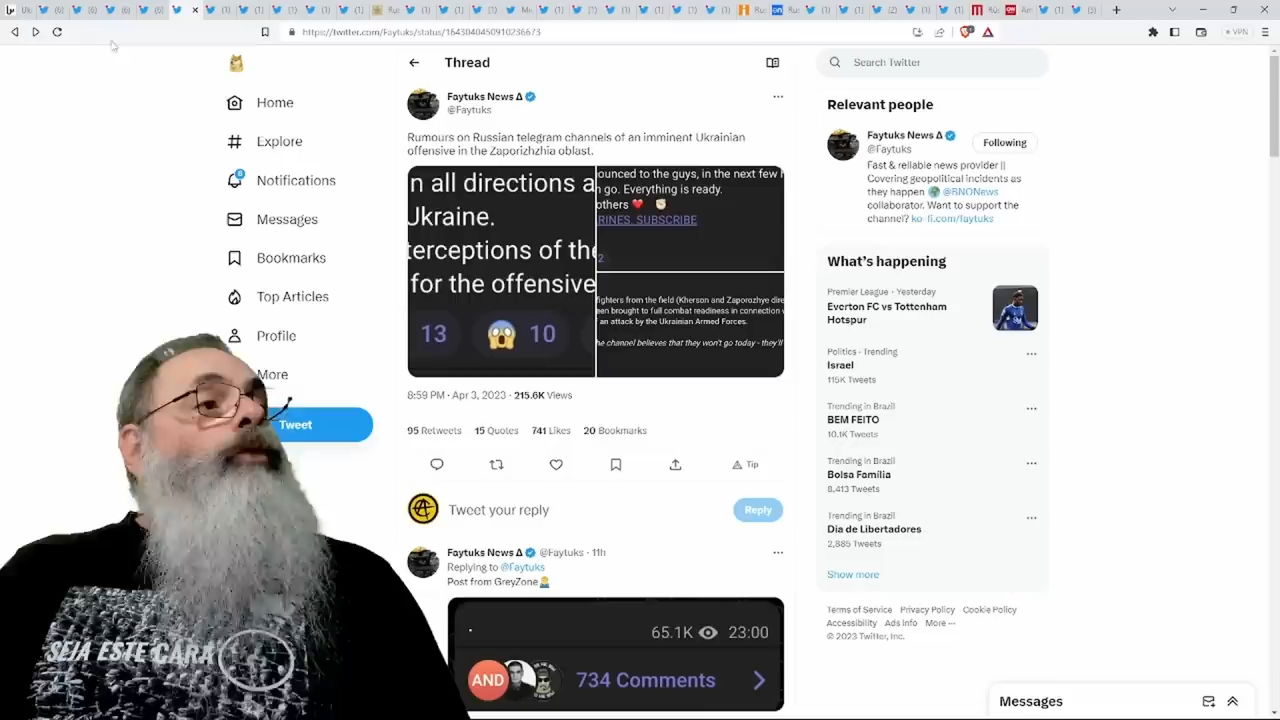 https://twitter.com/Faytuks/status/1643040450910236673
VPN
Home
Explore
Notifications
Messages
Bookmarks
Top Articles
Profile
More
Tweet
Thread
Faytuks News Δ
@Faytuks
Rumours on Russian telegram channels of an imminent Ukrainian
offensive in the Zaporizhzhia oblast.
n all directions a
Ukraine.
terceptions of the
for the offensive
13 😱 10
ounced to the guys, in the next few
go. Everything is ready.
others ❤️ ✊🏻
RINES, SUBSCRIBE
2
fighters from the field (Kherson and Zaporozhye dire
een brought to full combat readiness in connection
an attack by the Ukrainian Armed Forces.
he channel believes that they won't go today - they'll
8:59 PM · Apr 3, 2023 · 215.6K Views
95 Retweets 15 Quotes 741 Likes 20 Bookmarks
Tip
Tweet your reply
Reply
Faytuks News Δ @Faytuks · 11h
Replying to @Faytuks
Post from GreyZone
65.1K 23:00
AND 734 Comments
Search Twitter
Relevant people
Faytuks News Δ
@Faytuks
Following
Fast & reliable news provider ||
Covering geopolitical incidents as
they happen 🌍 @BNONews
collaborator. Want to support the
channel? ko-fi.com/faytuks
What's happening
Premier League · Yesterday
Everton FC vs Tottenham
Hotspur
Politics · Trending
Israel
115K Tweets
Trending in Brazil
BEM FEITO
10.1K Tweets
Trending in Brazil
Bolsa Família
8,413 Tweets
Trending in Brazil
Dia de Libertadores
2,885 Tweets
Show more
Terms of Service Privacy Policy Cookie Policy
Accessibility Ads info More ···
© 2023 Twitter, Inc.
Messages
ESTE CARA